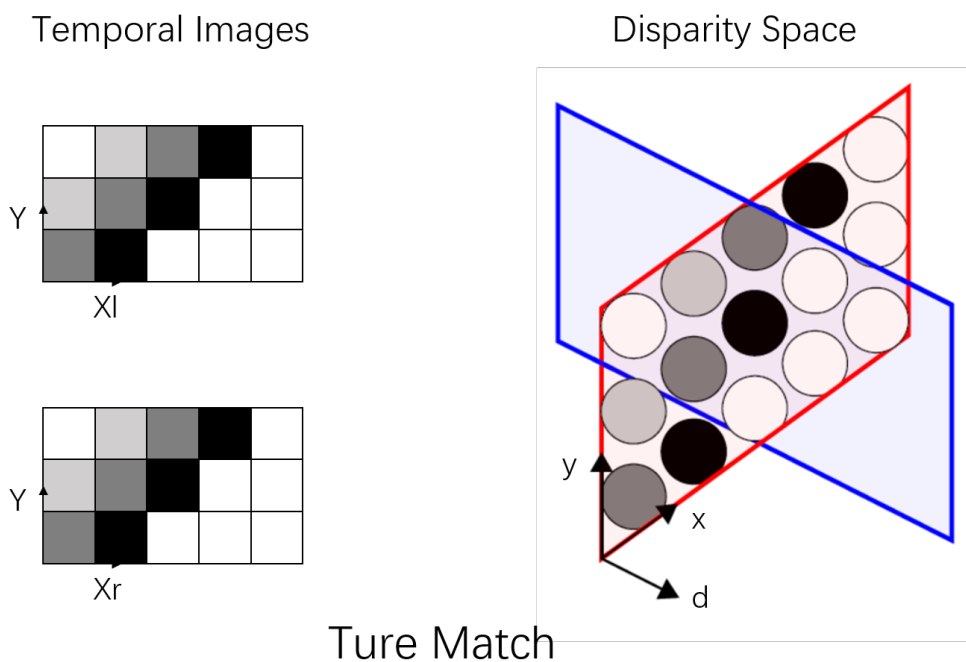 Temporal Images
Disparity Space
Y
Xl
Y
Xr
y
x
d
Ture Match